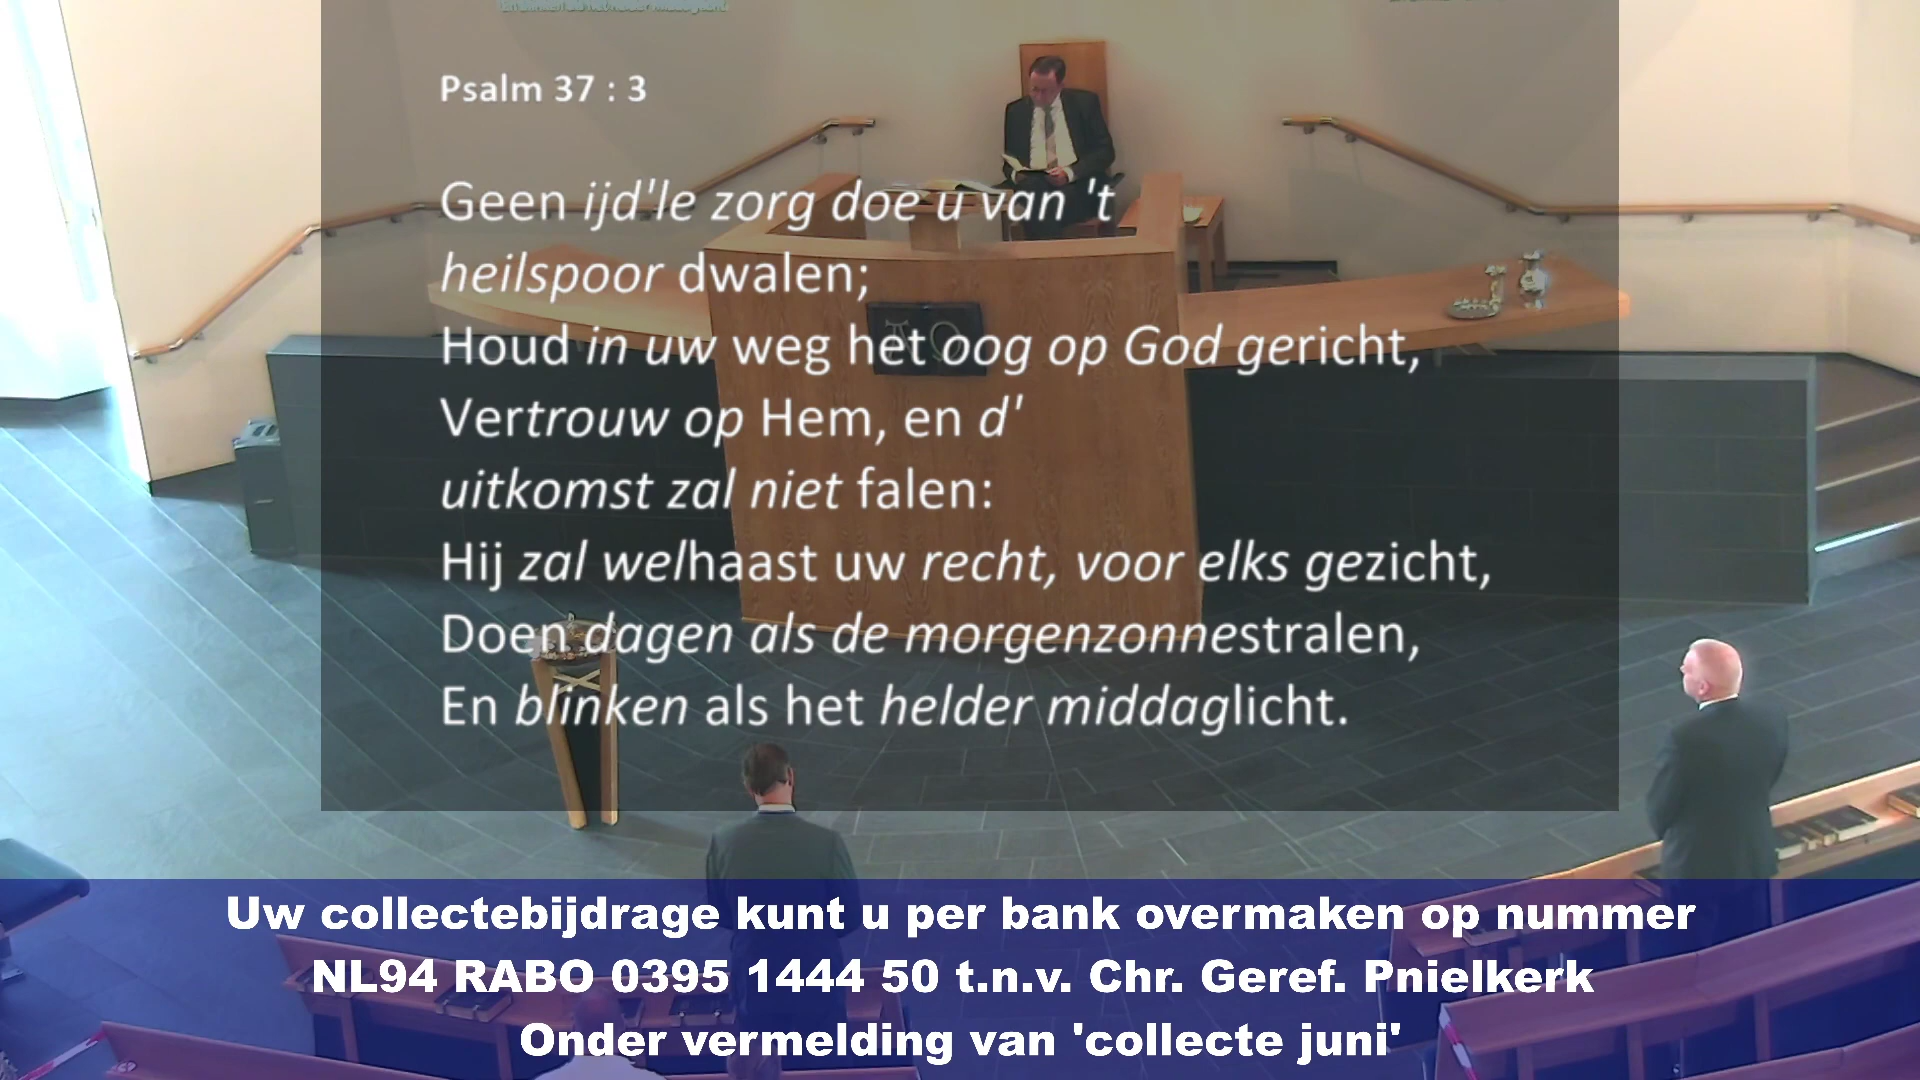 Psalm 37 : 3
Geen ijd'le zorg doe u van 't
heilspoor dwalen;
Houd in uw weg het oog op God gericht,
Vertrouw op Hem, en d'
uitkomst zal niet falen:
Hij zal welhaast uw recht, voor elks gezicht,
Doen dagen als de morgenzonnestralen,
En blinken als het helder middaglicht.
Uw collectebijdrage kunt u per bank overmaken op nummer
NL94 RABO 0395 1444 50 t.n.v. Chr. Geref. Pnielkerk
Onder vermelding van 'collecte juni'